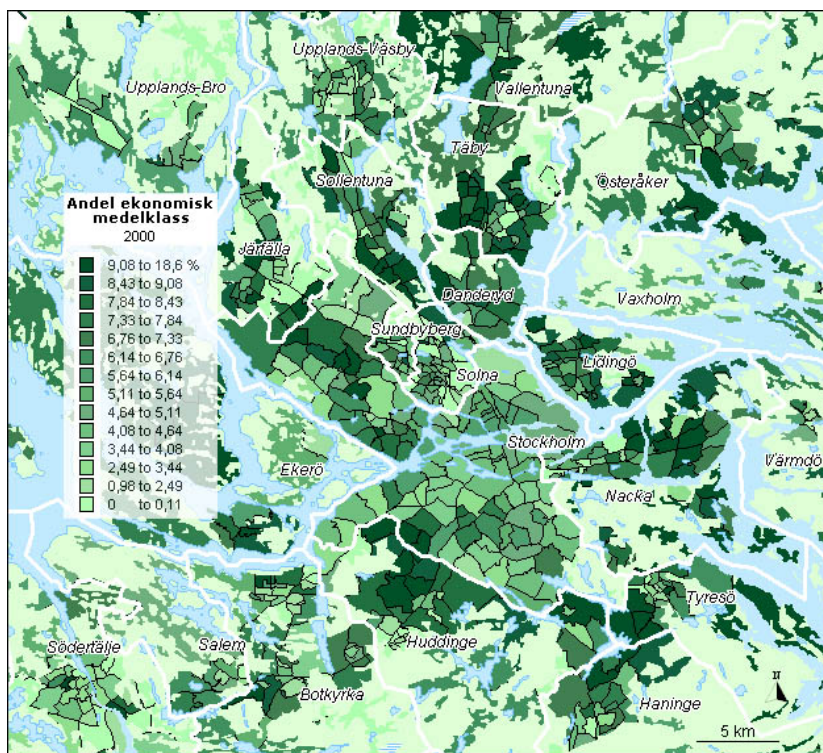 Upplands-Väsby
Upplands-Bro
Vallentuna
Täby
Sollentuna
Österåker
Andel ekonomisk
medelklass
2000
9,08 to 18,6 %
8,43 to 9,08
7,84 to 8,43
7,33 to 7,84
6,76 to 7,33
6,14 to 6,76
5,64 to 6,14
5,11 to 5,64
4,64 to 5,11
4,08 to 4,64
3,44 to 4,08
2,49 to 3,44
0,98 to 2,49
0 to 0,11
Järfälla
Danderyd
Vaxholm
Sundbyberg
Lidingö
Solna
Stockholm
Ekerö
Värmdö
Nacka
Tyresö
Södertälje
Salem
Huddinge
Botkyrka
Haninge
N
5 km